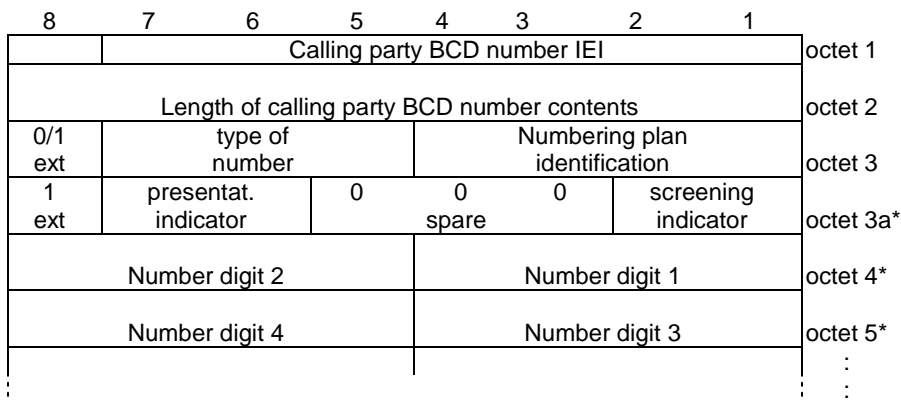 8 7 6 5 4 3 2 1
Calling party BCD number IEI octet 1
Length of calling party BCD number contents octet 2
0/1 type of Numbering plan
ext number identification octet 3
1 presentat. 0 0 0 screening
ext indicator spare indicator octet 3a*
Number digit 2 Number digit 1 octet 4*
Number digit 4 Number digit 3 octet 5*
:
: